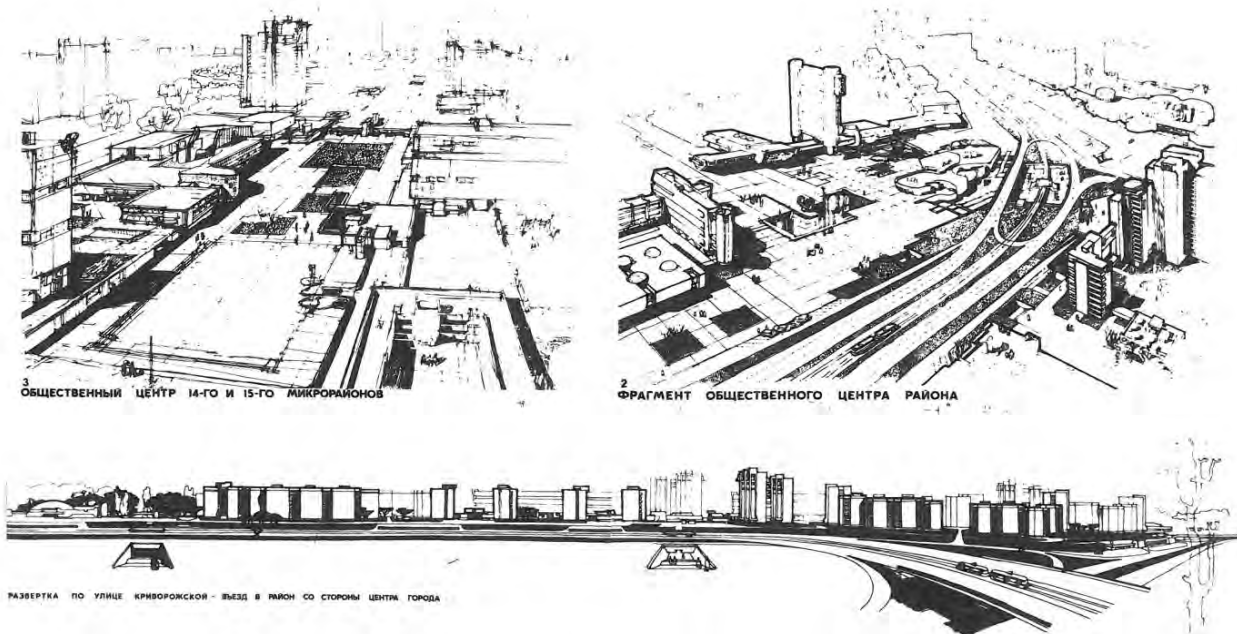 3
ОБЩЕСТВЕННЫЙ ЦЕНТР 14-ГО И 15-ГО МИКРОРАЙОНОВ
2
ФРАГМЕНТ ОБЩЕСТВЕННОГО ЦЕНТРА РАЙОНА
РАЗВЕРТКА ПО УЛИЦЕ КРИВОРОЖСКОЙ - ВЪЕЗД В РАЙОН СО СТОРОНЫ ЦЕНТРА ГОРОДА